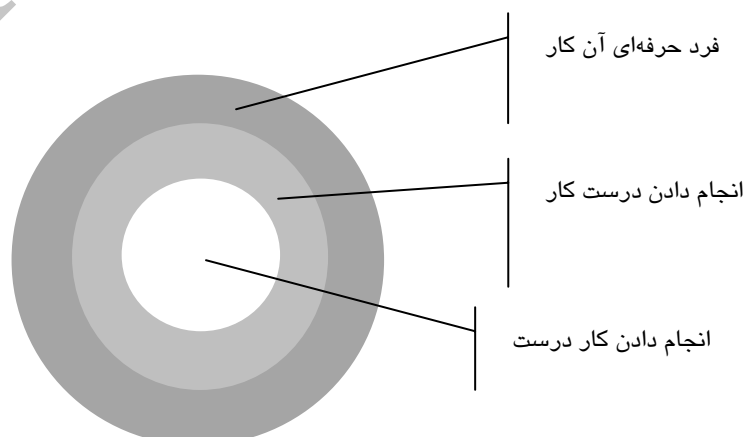 فرد حرفه‌ای آن کار
انجام دادن درست کار
انجام دادن کار درست